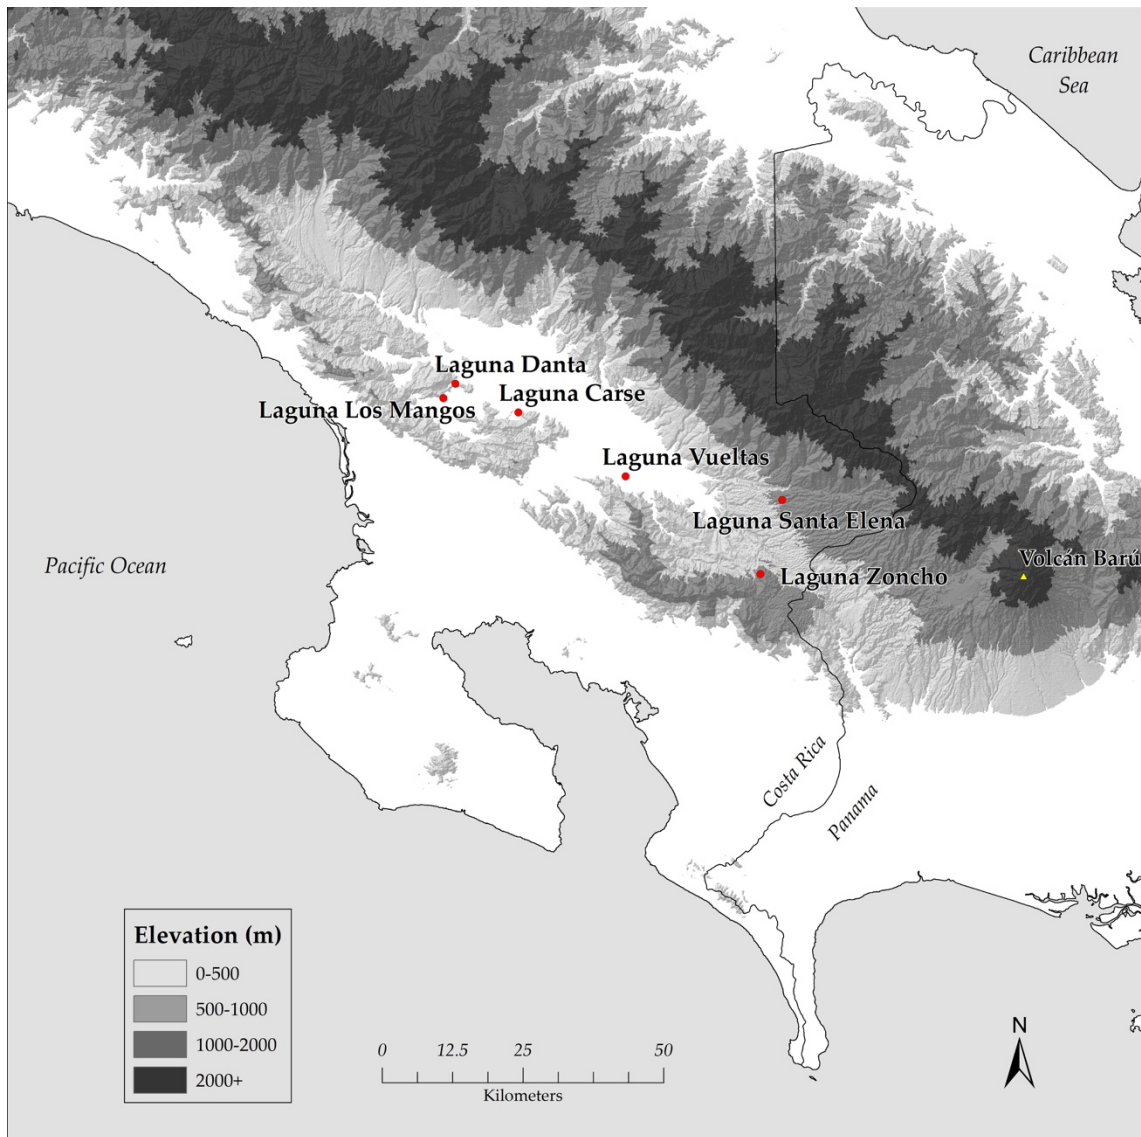 Caribbean
Sea
Laguna Danta
Laguna Carse
Laguna Los Mangos
Laguna Vueltas
Laguna Santa Elena
Volcán Barú
Pacific Ocean
Laguna Zoncho
Costa Rica
Panama
Elevation (m)
0-500
500-1000
1000-2000
2000+
0 12.5 25 50
Kilometers
N